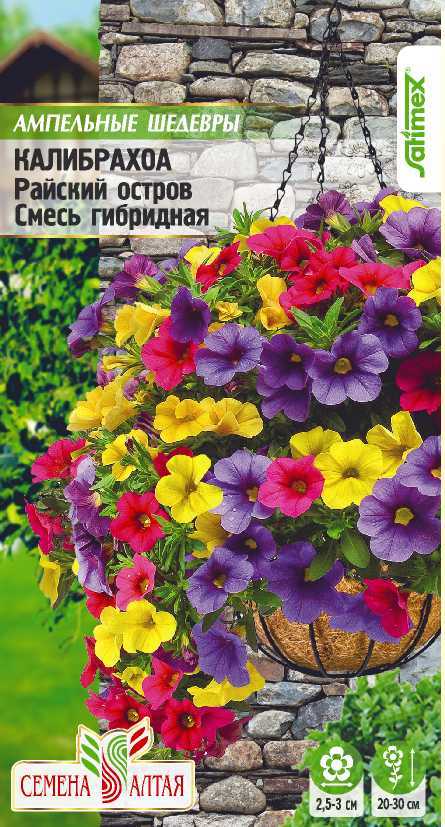 Satimex
АМПЕЛЬНЫЕ ШЕДЕВРЫ
КАЛИБРАХОА
Райский остров
Смесь гибридная
СЕМЕНА АЛТАЯ
2,5-3 см
20-30 см